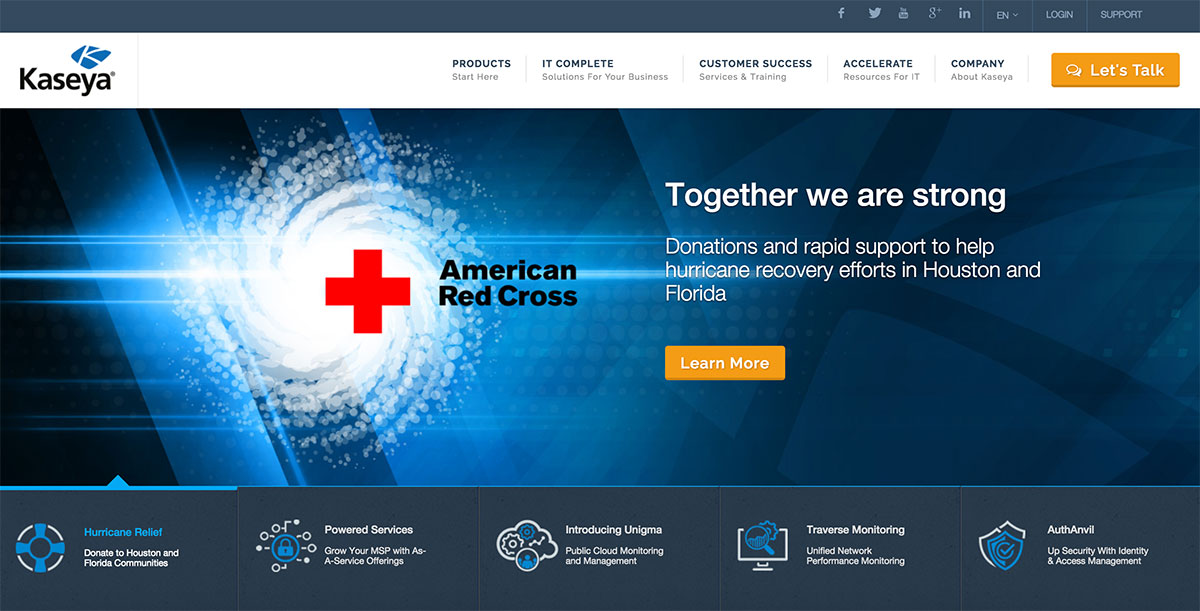 EN
LOGIN
SUPPORT
Kaseya®
PRODUCTS
Start Here
IT COMPLETE
Solutions For Your Business
CUSTOMER SUCCESS
Services & Training
ACCELERATE
Resources For IT
COMPANY
About Kaseya
Let's Talk
American
Red Cross
Together we are strong
Donations and rapid support to help
hurricane recovery efforts in Houston and
Florida
Learn More
Hurricane Relief
Donate to Houston and
Florida Communities
Powered Services
Grow Your MSP with As-
A-Service Offerings
Introducing Unigma
Public Cloud Monitoring
and Management
Traverse Monitoring
Unified Network
Performance Monitoring
AuthAnvil
Up Security With Identity
& Access Management